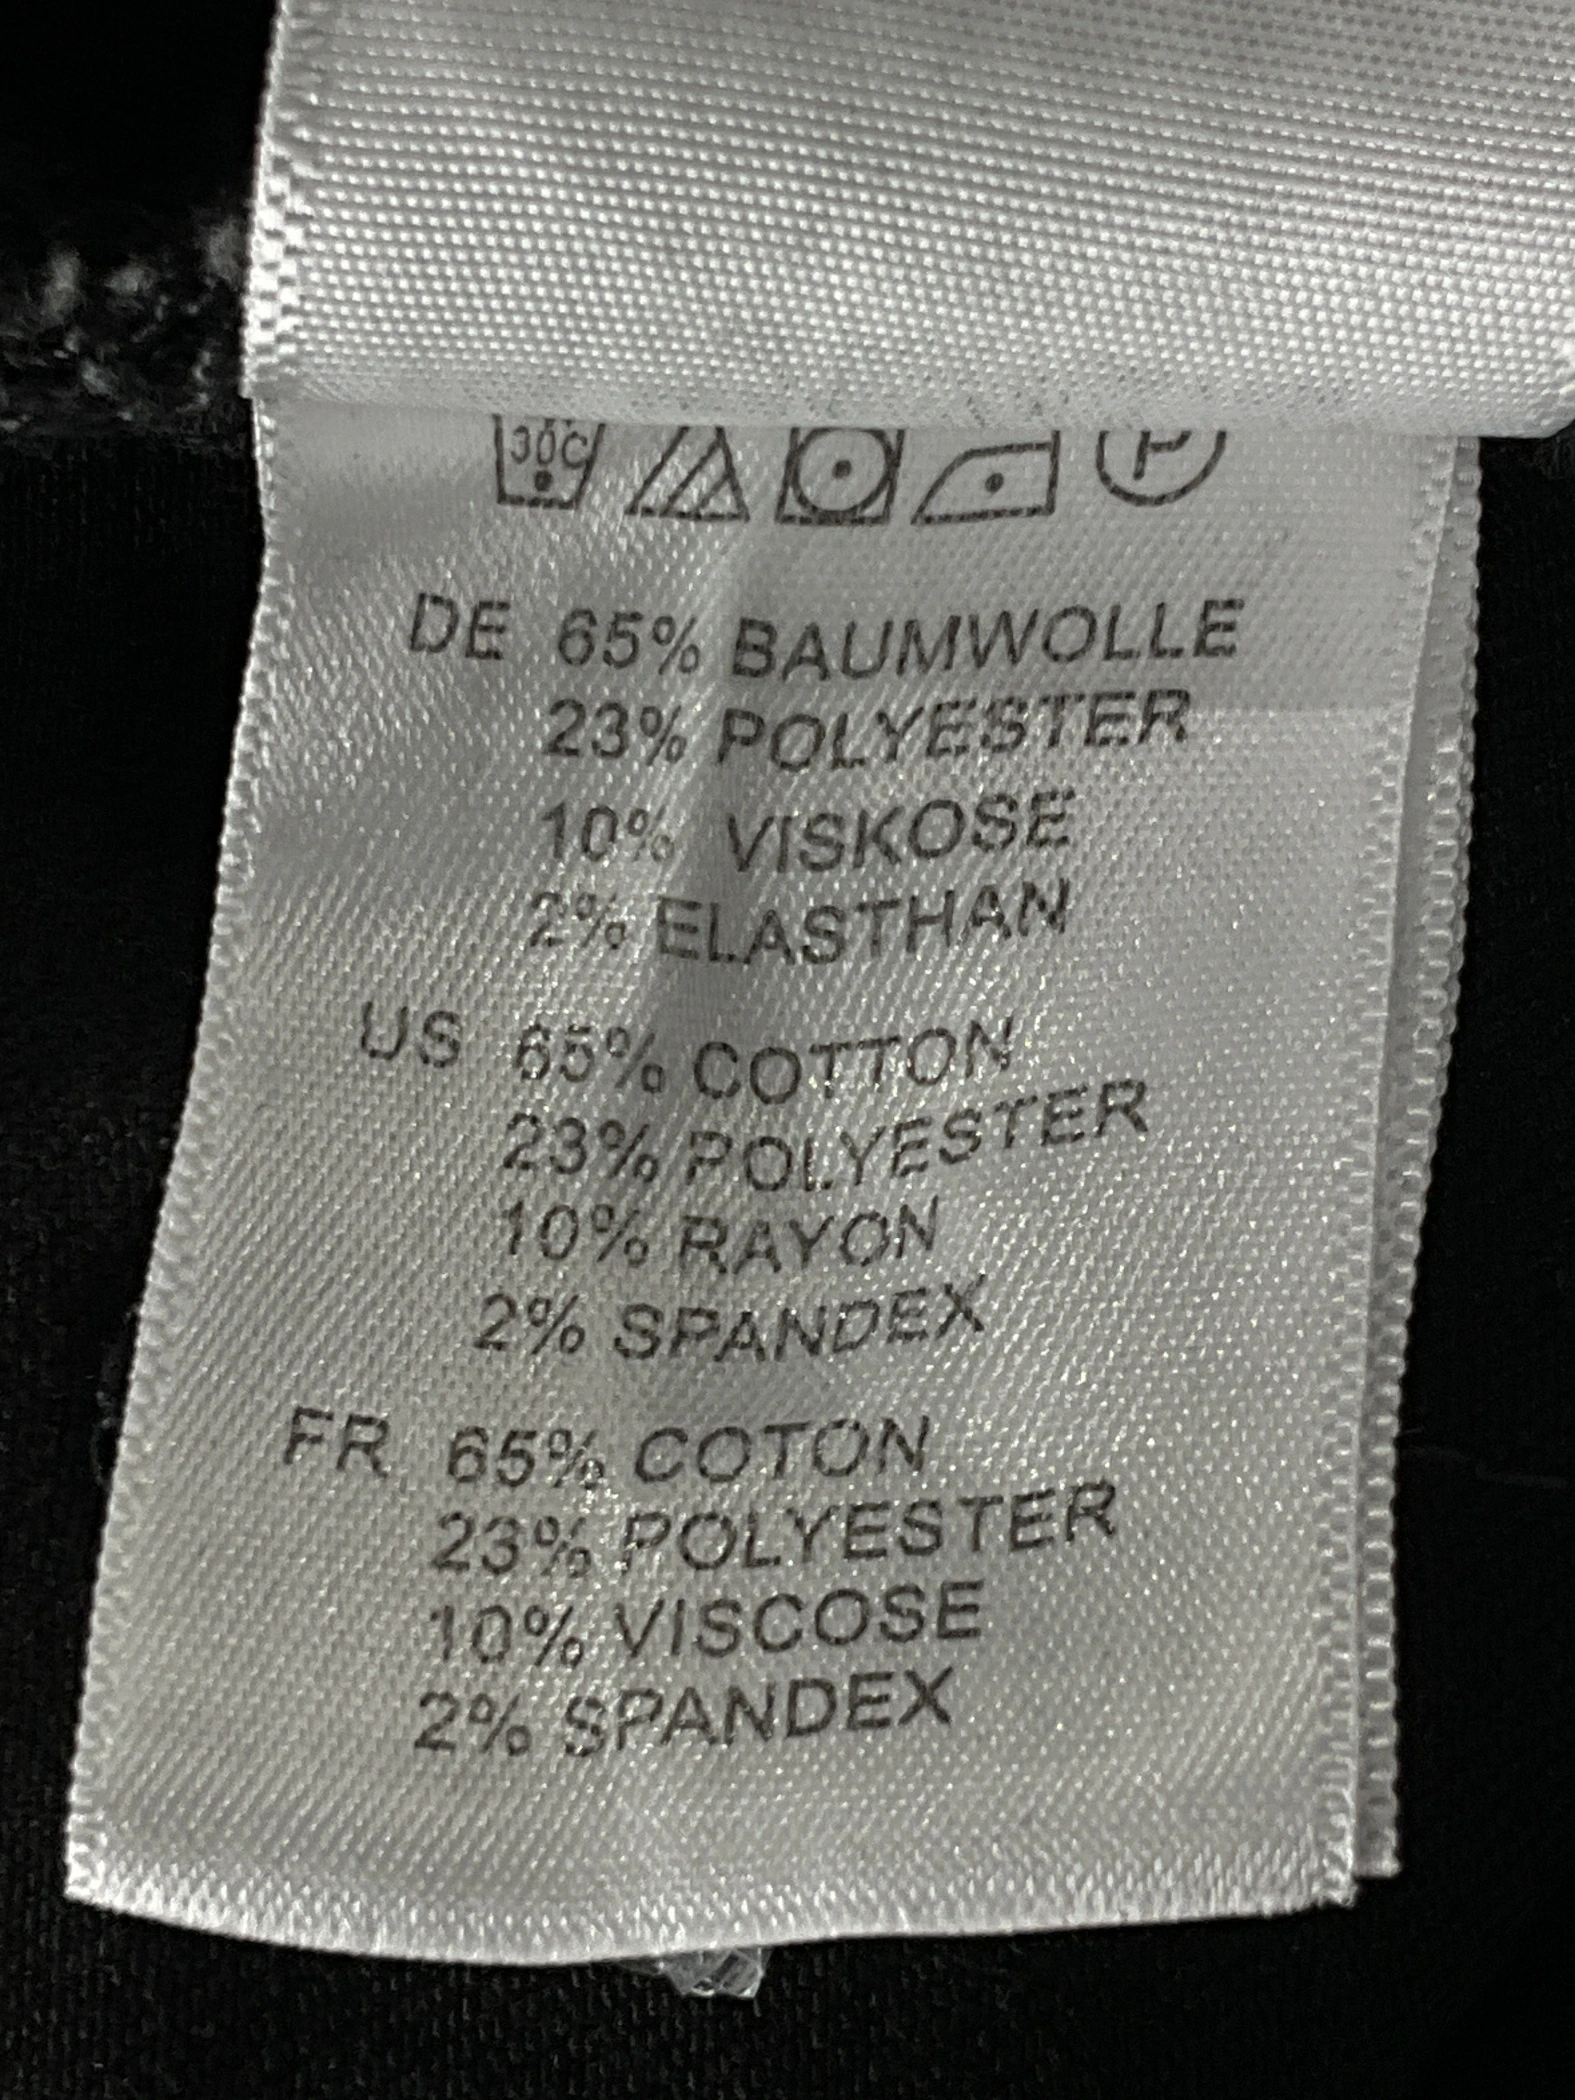 30C
P
DE 65% BAUMWOLLE
23% POLYESTER
10% VISKOSE
2% ELASTHAN
US 65% COTTON
23% POLYESTER
10% RAYON
2% SPANDEX
FR 65% COTON
23% POLYESTER
10% VISCOSE
2% SPANDEX